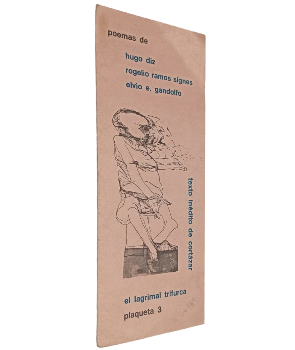 poemas de
hugo diz
rogelio ramos signes
elvio e. gandolfo
texto inédito de cortázar
el lagrimal trifurca
plaqueta 3